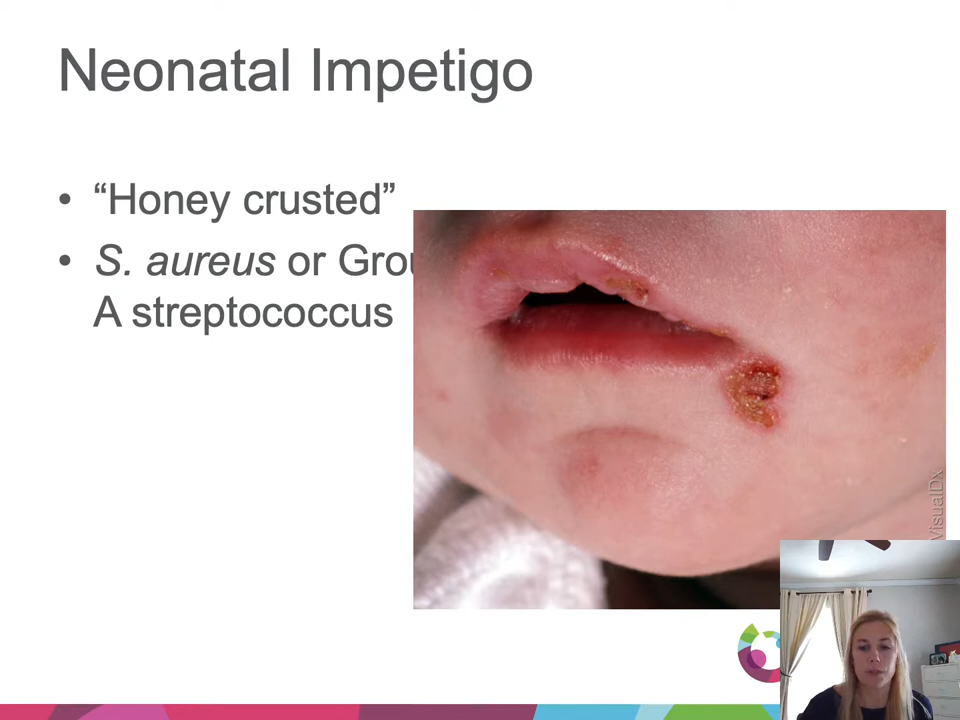 Neonatal Impetigo
• “Honey crusted”
• S. aureus or Grou
A streptococcus
VisualDx